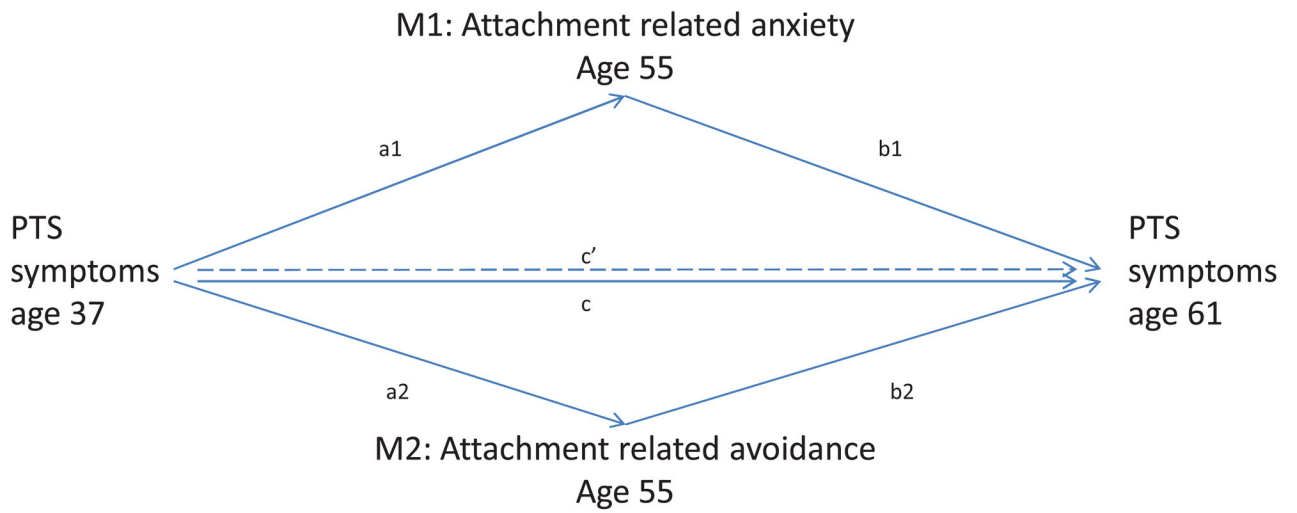 M1: Attachment related anxiety
Age 55
a1
b1
PTS
symptoms
age 37
c’
c
PTS
symptoms
age 61
a2
b2
M2: Attachment related avoidance
Age 55